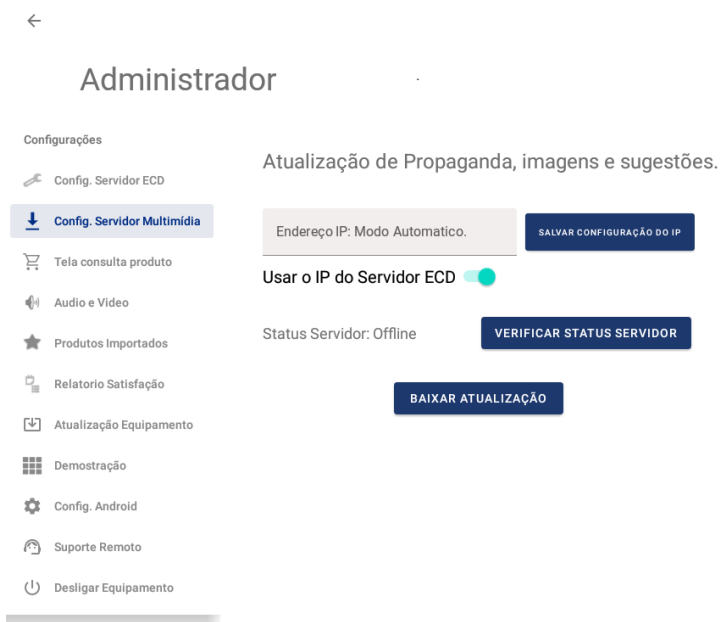 Administrador
Configurações
Config. Servidor ECD
Config. Servidor Multimídia
Tela consulta produto
Audio e Video
Produtos Importados
Relatorio Satisfação
Atualização Equipamento
Demostração
Config. Android
Suporte Remoto
Desligar Equipamento
Atualização de Propaganda, imagens e sugestões.
Endereço IP: Modo Automatico.
SALVAR CONFIGURAÇÃO DO IP
Usar o IP do Servidor ECD
Status Servidor: Offline
VERIFICAR STATUS SERVIDOR
BAIXAR ATUALIZAÇÃO